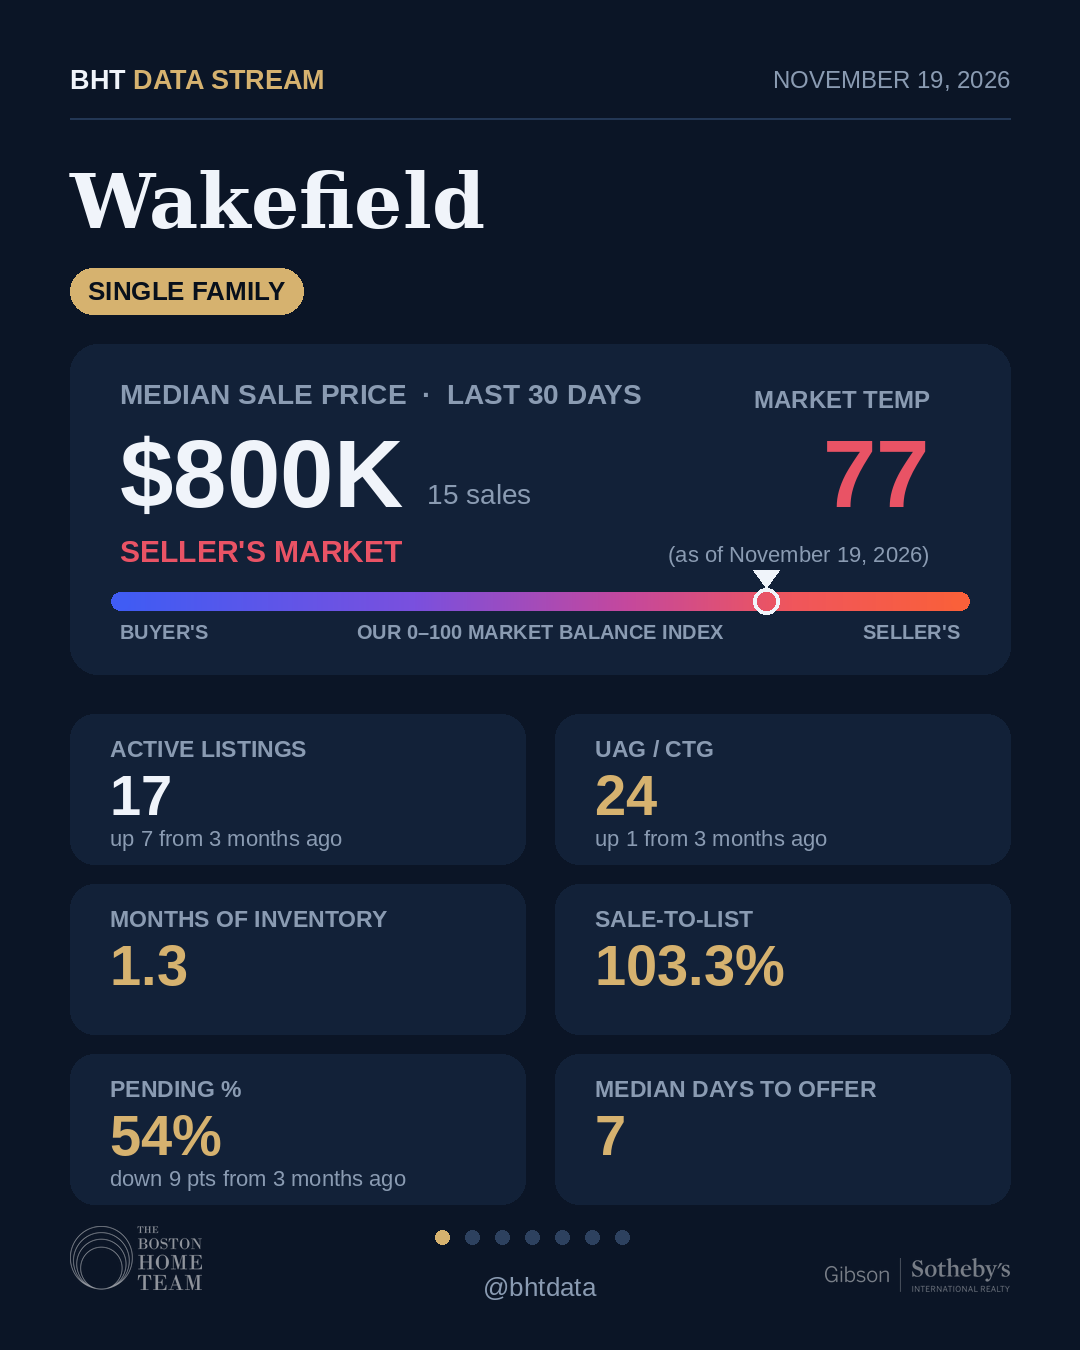 BHT DATA STREAM
NOVEMBER 19, 2026
Wakefield
SINGLE FAMILY
MEDIAN SALE PRICE · LAST 30 DAYS
MARKET TEMP
$800K 15 sales
77
SELLER'S MARKET
(as of November 19, 2026)
BUYER'S
OUR 0–100 MARKET BALANCE INDEX
SELLER'S
ACTIVE LISTINGS
17
up 7 from 3 months ago
UAG / CTG
24
up 1 from 3 months ago
MONTHS OF INVENTORY
1.3
SALE-TO-LIST
103.3%
PENDING %
54%
down 9 pts from 3 months ago
MEDIAN DAYS TO OFFER
7
THE
BOSTON
HOME
TEAM
@bhtdata
Gibson
Sotheby's
INTERNATIONAL REALTY